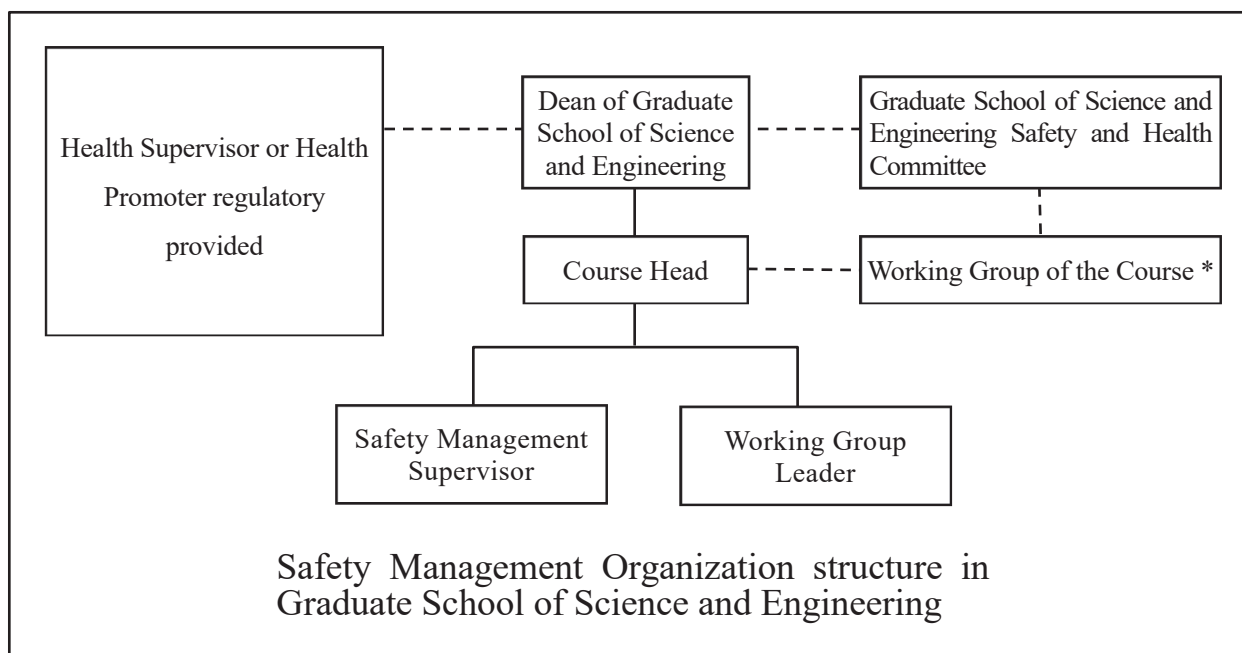 Health Supervisor or Health
Promoter regulatory
provided
Dean of Graduate
School of Science
and Engineering
Graduate School of Science and
Engineering Safety and Health
Committee
Course Head
Working Group of the Course *
Safety Management
Supervisor
Working Group
Leader
Safety Management Organization structure in
Graduate School of Science and Engineering